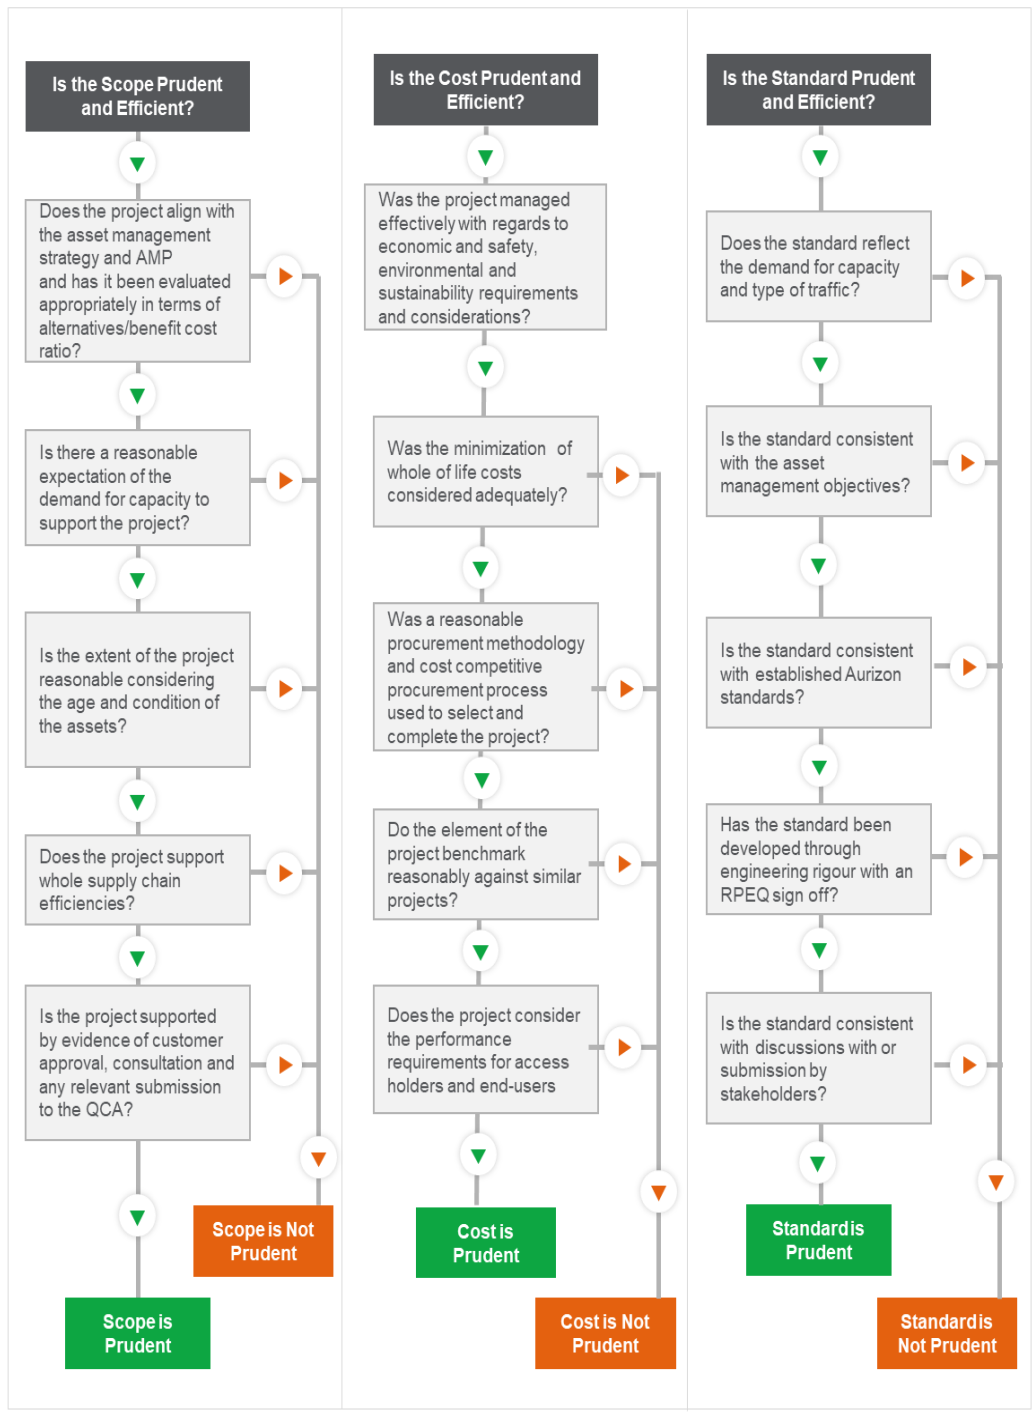 Is the Scope Prudent
and Efficient?
Does the project align with
the asset management
strategy and AMP
and has it been evaluated
appropriately in terms of
alternatives/benefit cost
ratio?
Is there a reasonable
expectation of the
demand for capacity to
support the project?
Is the extent of the project
reasonable considering
the age and condition of
the assets?
Does the project support
whole supply chain
efficiencies?
Is the project supported
by evidence of customer
approval, consultation and
any relevant submission
to the QCA?
Scope is Not
Prudent
Scope is
Prudent
Is the Cost Prudent and
Efficient?
Was the project managed
effectively with regards to
economic and safety,
environmental and
sustainability requirements
and considerations?
Was the minimization of
whole of life costs
considered adequately?
Was a reasonable
procurement methodology
and cost competitive
procurement process
used to select and
complete the project?
Do the element of the
project benchmark
reasonably against similar
projects?
Does the project consider
the performance
requirements for access
holders and end-users
Cost is
Prudent
Cost is Not
Prudent
Is the Standard Prudent
and Efficient?
Does the standard reflect
the demand for capacity
and type of traffic?
Is the standard consistent
with the asset
management objectives?
Is the standard consistent
with established Aurizon
standards?
Has the standard been
developed through
engineering rigour with an
RPEQ sign off?
Is the standard consistent
with discussions with or
submission by
stakeholders?
Standard is
Prudent
Standard is
Not Prudent